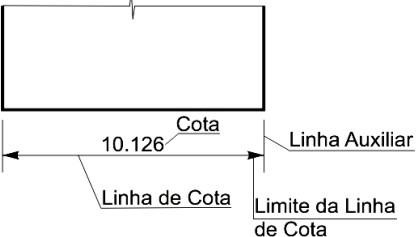 Cota
10.126
Linha Auxiliar
Linha de Cota
Limite da Linha
de Cota